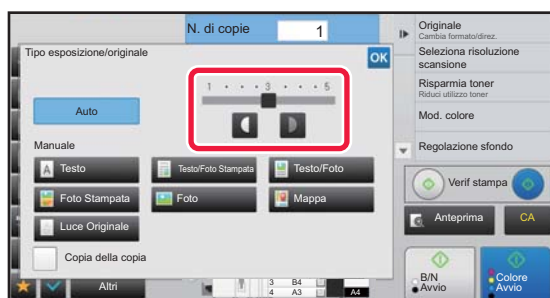 N. di copie 1
Tipo esposizione/originale
OK
1 3 5
Auto
Manuale
Testo
Testo/Foto Stampata
Testo/Foto
Foto Stampata
Foto
Mappa
Luce Originale
Copia della copia
Altri
3 B4
4 A3
A4
Originale
Cambia formato/direz.
Seleziona risoluzione
scansione
Risparmia toner
Riduci utilizzo toner
Mod. colore
Regolazione sfondo
Verif stampa
Anteprima
CA
B/N
Avvio
Colore
Avvio